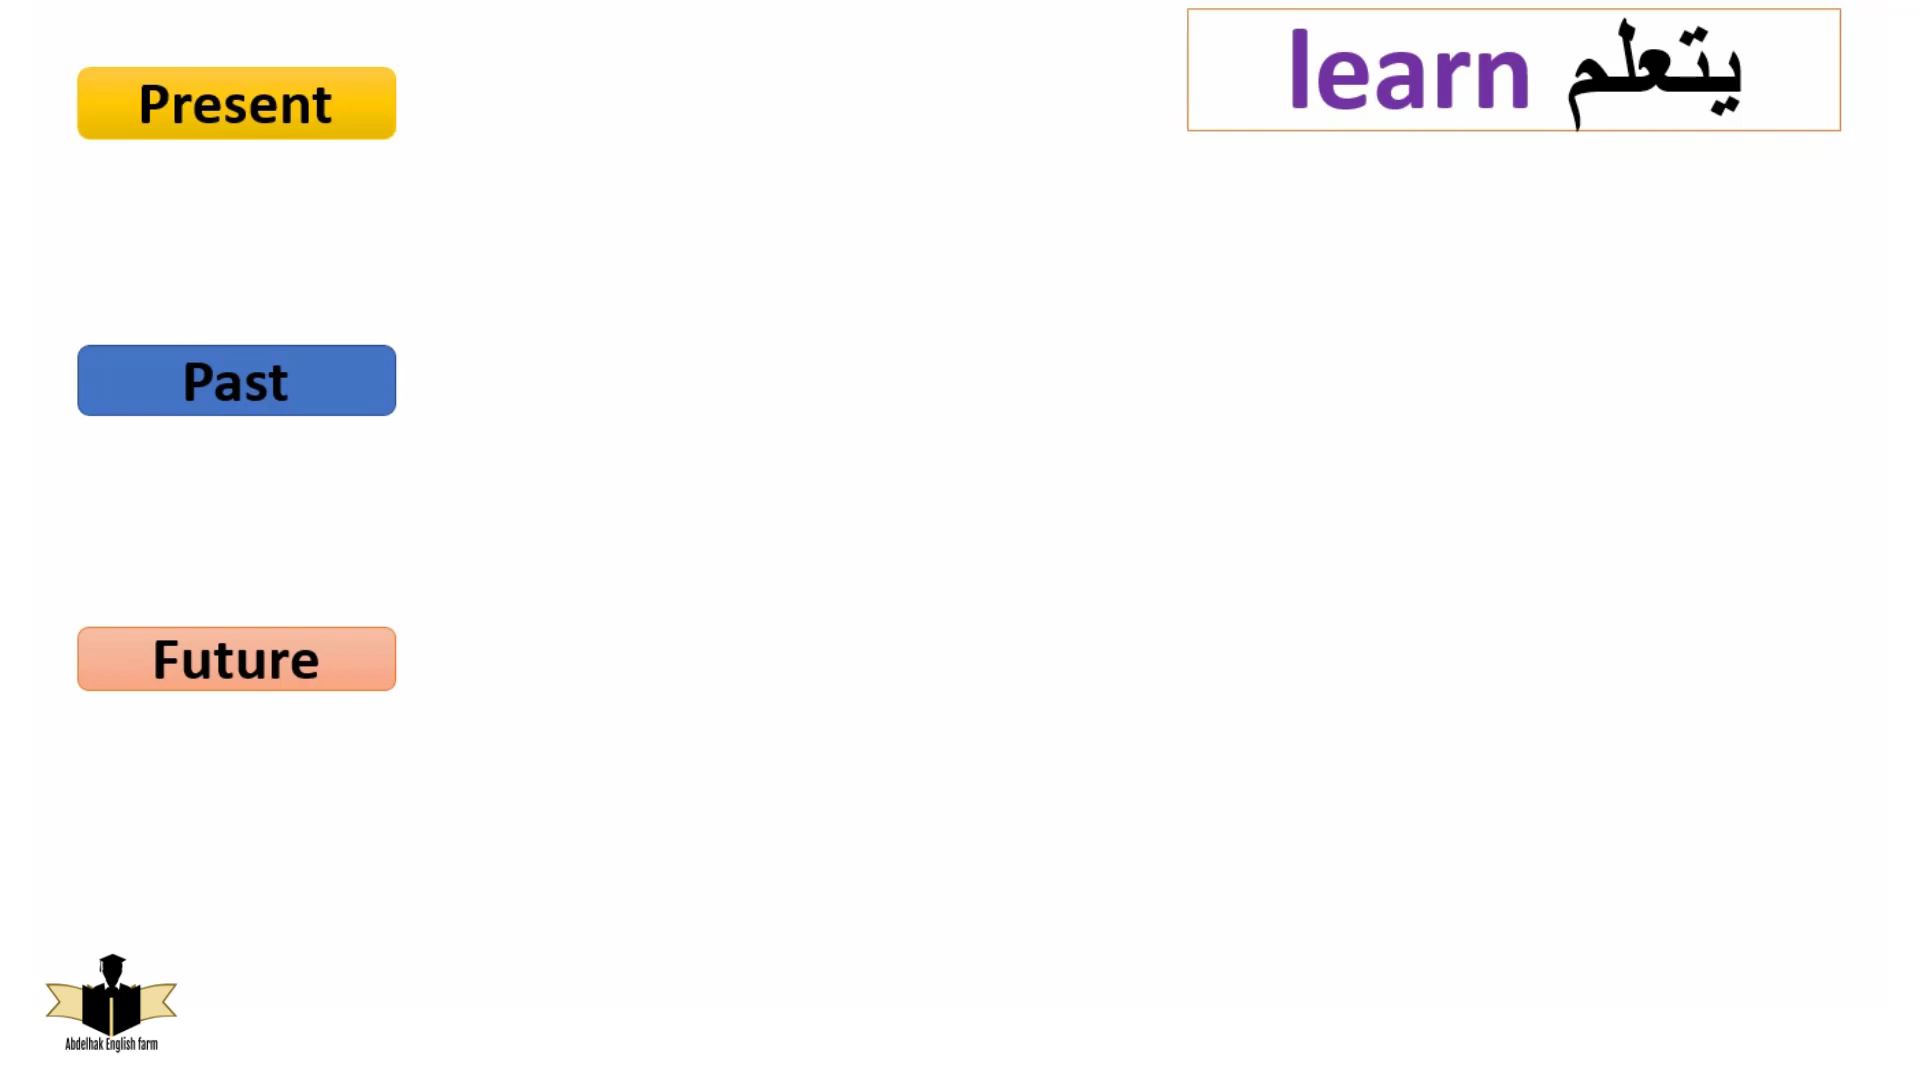 learn يتعلم
Present
Past
Future
Abdelhak English farm